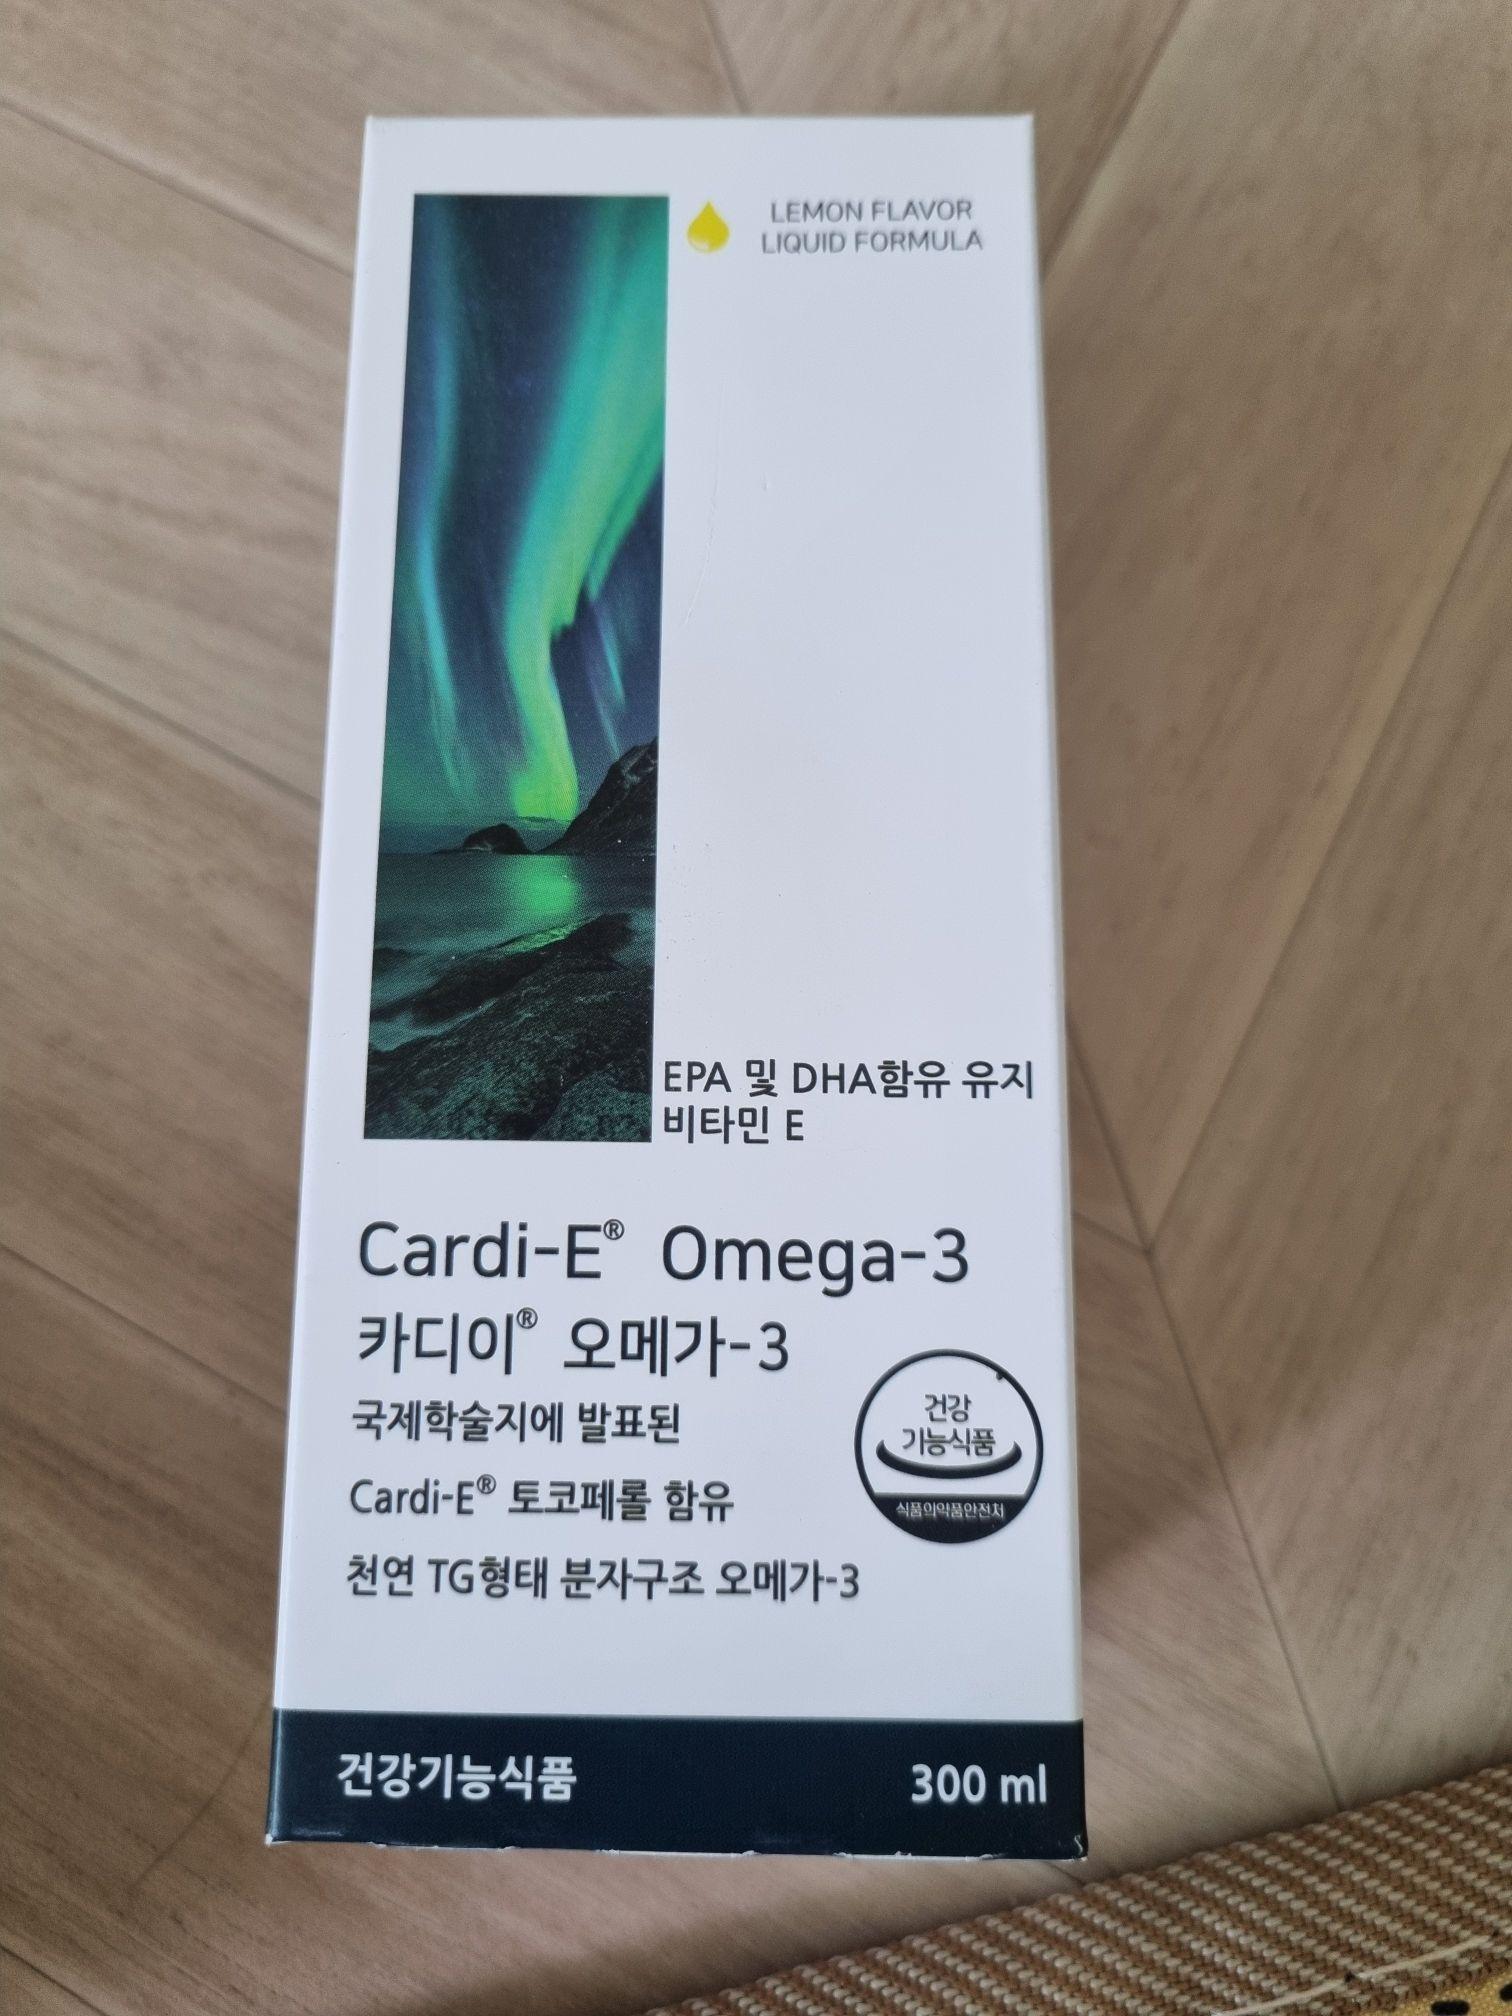 LEMON FLAVOR
LIQUID FORMULA
EPA 및 DHA함유 유지
비타민 E
Cardi-E® Omega-3
카디이® 오메가-3
국제학술지에 발표된
Cardi-E® 토코페롤 함유
천연 TG형태 분자구조 오메가-3
건강
기능식품
식품의약품안전처
건강기능식품
300 ml